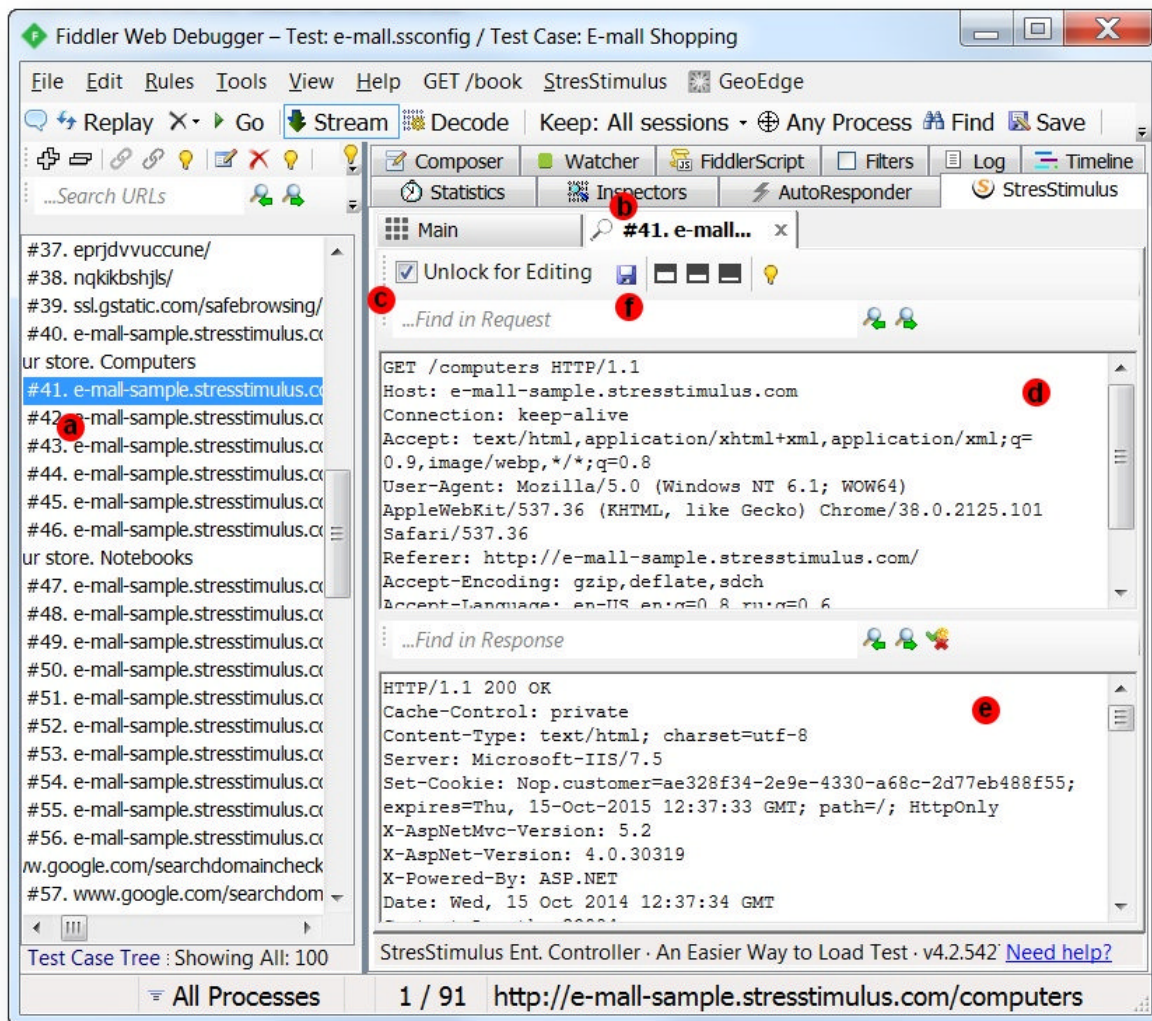 Fiddler Web Debugger – Test: e-mall.ssconfig / Test Case: E-mall Shopping
File Edit Rules Tools View Help GET /book StresStimulus GeoEdge
Replay Go Stream Decode Keep: All sessions Any Process Find Save
...Search URLs
#37. eprjdvvuccune/
#38. nqkikbshjls/
#39. ssl.gstatic.com/safebrowsing/
#40. e-mall-sample.stresstimulus.co
ur store. Computers
#41. e-mall-sample.stresstimulus.co
#42. e-mall-sample.stresstimulus.co
a
#43. e-mall-sample.stresstimulus.co
#44. e-mall-sample.stresstimulus.co
#45. e-mall-sample.stresstimulus.co
#46. e-mall-sample.stresstimulus.co
ur store. Notebooks
#47. e-mall-sample.stresstimulus.co
#48. e-mall-sample.stresstimulus.co
#49. e-mall-sample.stresstimulus.co
#50. e-mall-sample.stresstimulus.co
#51. e-mall-sample.stresstimulus.co
#52. e-mall-sample.stresstimulus.co
#53. e-mall-sample.stresstimulus.co
#54. e-mall-sample.stresstimulus.co
#55. e-mall-sample.stresstimulus.co
#56. e-mall-sample.stresstimulus.co
w.google.com/searchdomaincheck
#57. www.google.com/searchdom
Test Case Tree : Showing All: 100
Composer Watcher FiddlerScript Filters Log Timeline
Statistics Inspectors AutoResponder StresStimulus
b
Main #41. e-mall... x
Unlock for Editing
c
f
...Find in Request
GET /computers HTTP/1.1
Host: e-mall-sample.stresstimulus.com
d
Connection: keep-alive
Accept: text/html,application/xhtml+xml,application/xml;q=
0.9,image/webp,*/*;q=0.8
User-Agent: Mozilla/5.0 (Windows NT 6.1; WOW64)
AppleWebKit/537.36 (KHTML, like Gecko) Chrome/38.0.2125.101
Safari/537.36
Referer: http://e-mall-sample.stresstimulus.com/
Accept-Encoding: gzip,deflate,sdch
Accept-Language: en-US,en;q=0.8,ru;q=0.6
...Find in Response
HTTP/1.1 200 OK
Cache-Control: private
e
Content-Type: text/html; charset=utf-8
Server: Microsoft-IIS/7.5
Set-Cookie: Nop.customer=ae328f34-2e9e-4330-a68c-2d77eb488f55;
expires=Thu, 15-Oct-2015 12:37:33 GMT; path=/; HttpOnly
X-AspNetMvc-Version: 5.2
X-AspNet-Version: 4.0.30319
X-Powered-By: ASP.NET
Date: Wed, 15 Oct 2014 12:37:34 GMT
StresStimulus Ent. Controller · An Easier Way to Load Test · v4.2.542 Need help?
All Processes 1 / 91 http://e-mall-sample.stresstimulus.com/computers